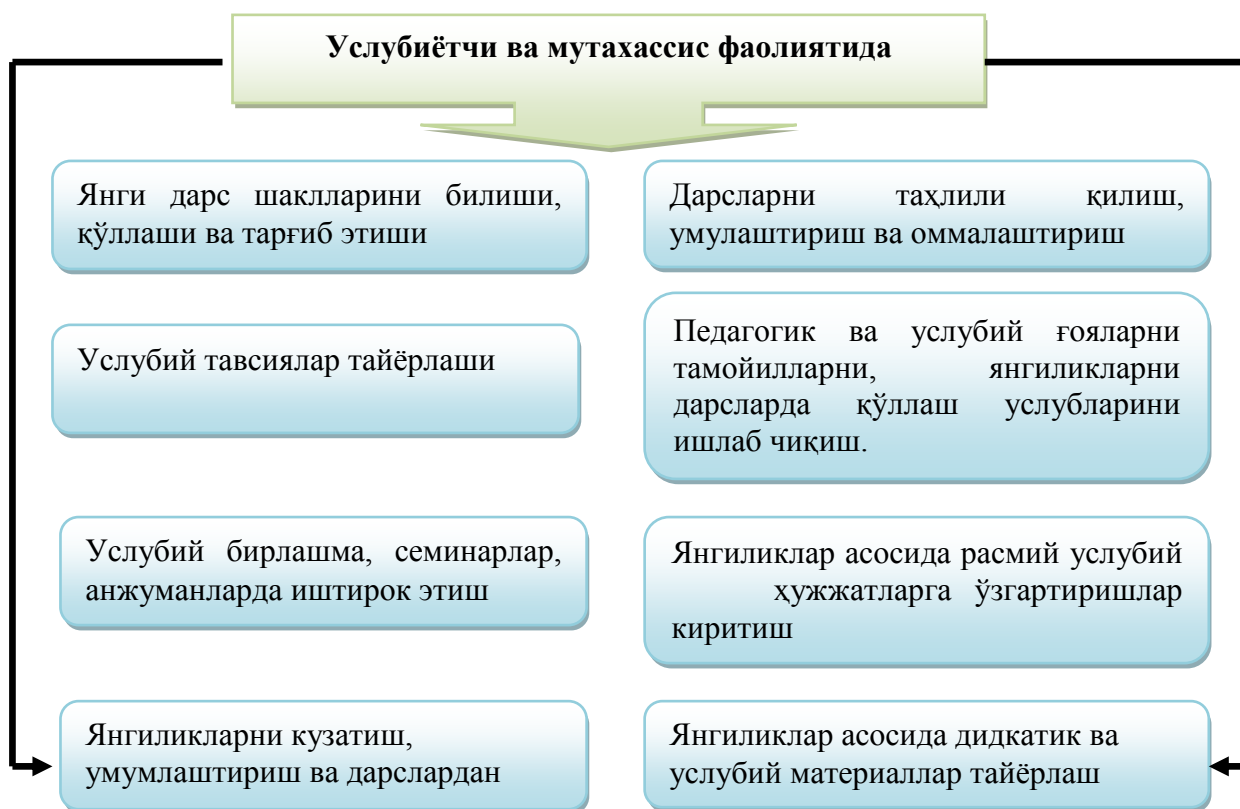 Услубиётчи ва мутахассис фаолиятида
Янги дарс шаклларини билиши,
қўллаши ва тарғиб этиши
Дарсларни таҳлили қилиш,
умулаштириш ва оммалаштириш
Услубий тавсиялар тайёрлаши
Педагогик ва услубий ғояларни
тамойилларни, янгиликларни
дарсларда қўллаш услубларини
ишлаб чиқиш.
Услубий бирлашма, семинарлар,
анжуманларда иштирок этиш
Янгиликлар асосида расмий услубий
ҳужжатларга ўзгартиришлар
киритиш
Янгиликларни кузатиш,
умумлаштириш ва дарслардан
Янгиликлар асосида дидкатик ва
услубий материаллар тайёрлаш